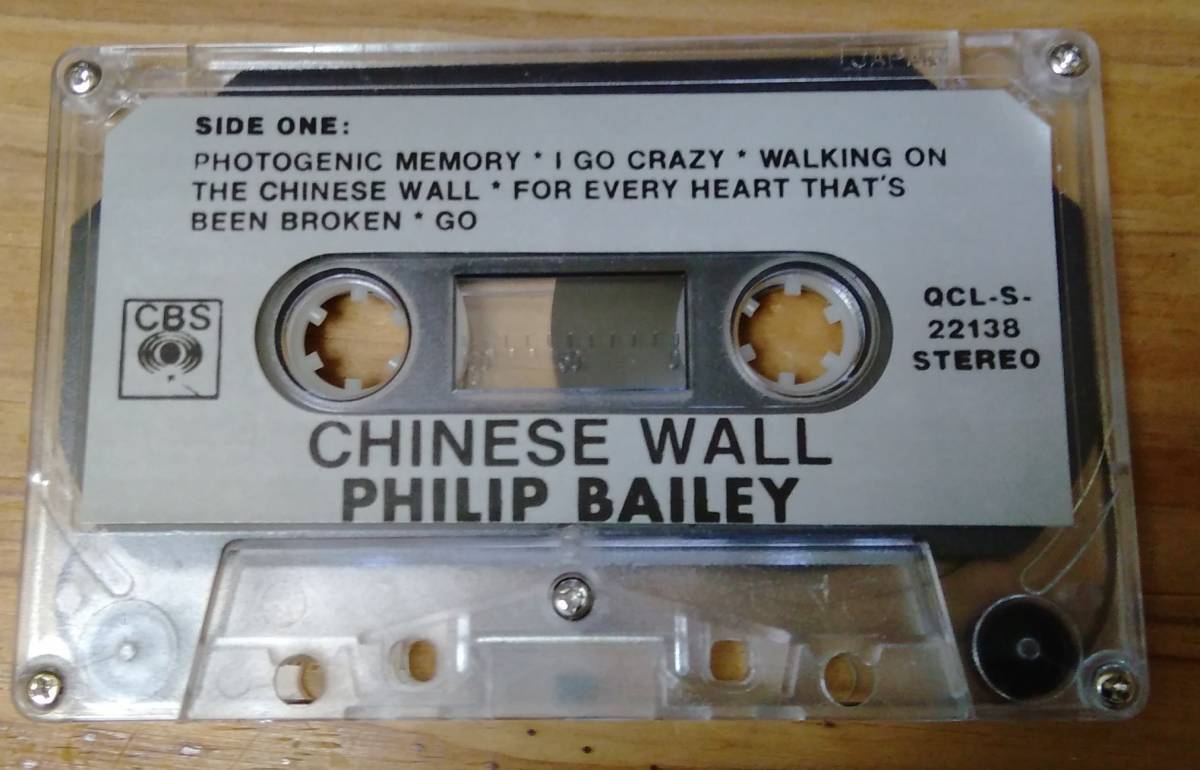 JAPAN
SIDE ONE:
PHOTOGENIC MEMORY * I GO CRAZY * WALKING ON
THE CHINESE WALL * FOR EVERY HEART THAT'S
BEEN BROKEN * GO
CBS
QCL-S-
22138
STEREO
CHINESE WALL
PHILIP BAILEY